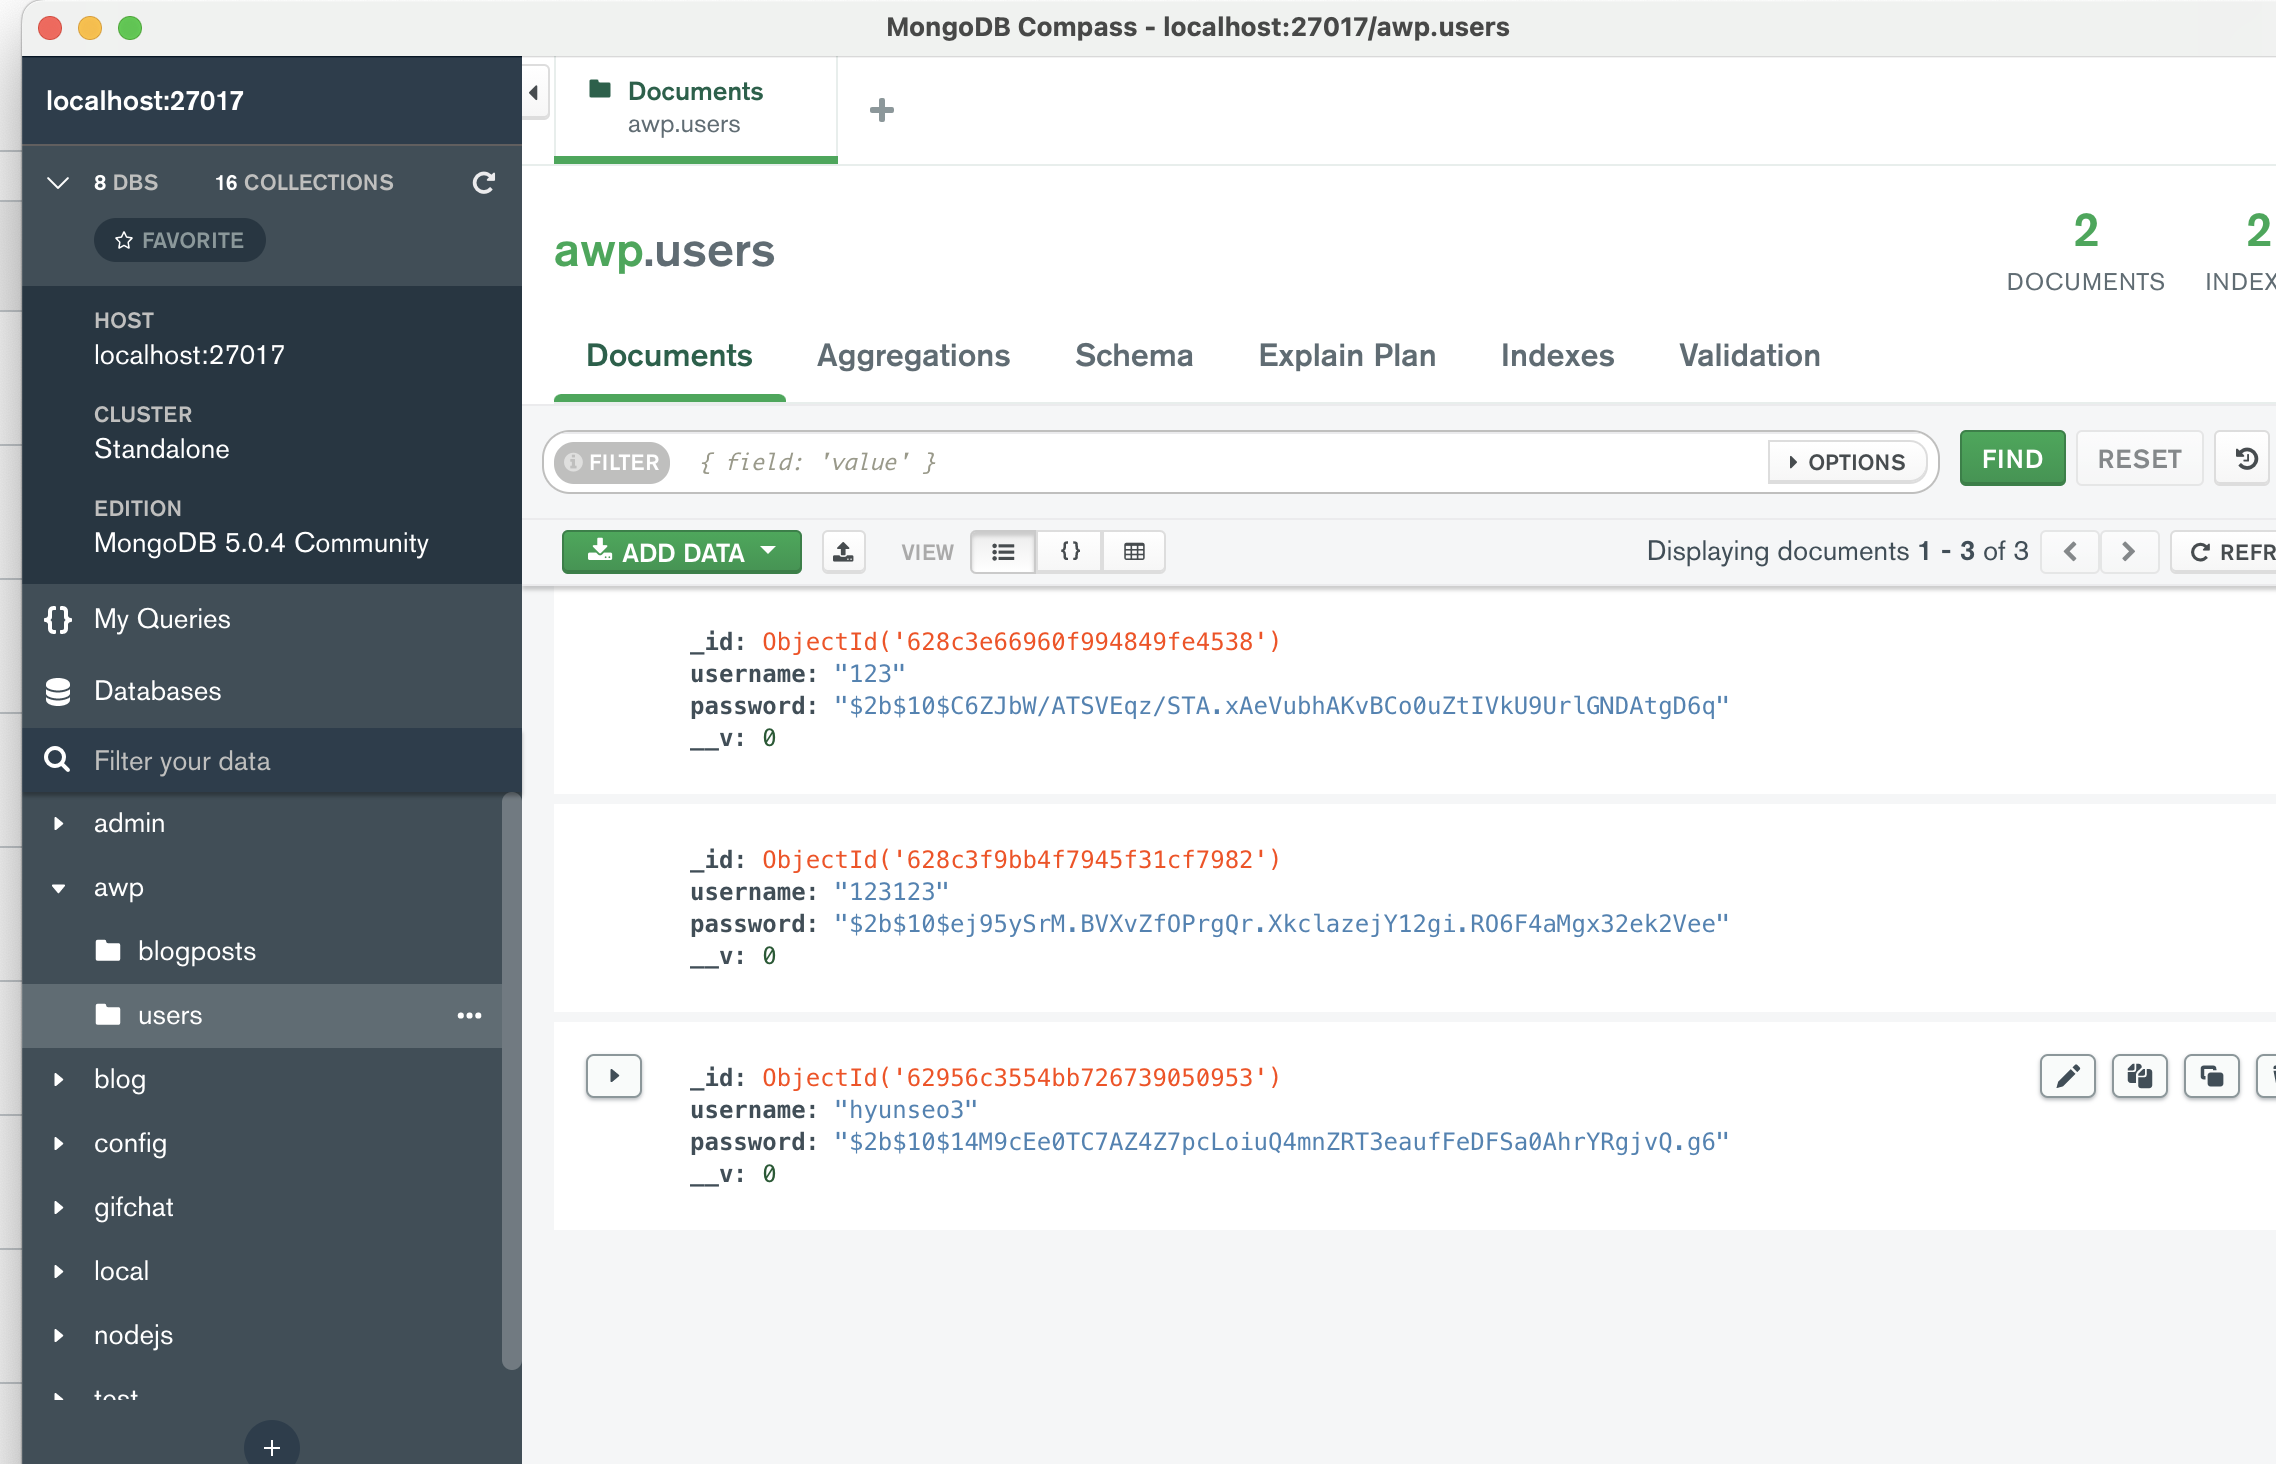 MongoDB Compass - localhost:27017/awp.users
localhost:27017
8 DBS 16 COLLECTIONS
FAVORITE
HOST
localhost:27017
CLUSTER
Standalone
EDITION
MongoDB 5.0.4 Community
My Queries
Databases
Filter your data
admin
awp
blogposts
users
blog
config
gifchat
local
nodejs
test
Documents
awp.users
awp.users
2
DOCUMENTS
2
INDEX
Documents Aggregations Schema Explain Plan Indexes Validation
FILTER { field: 'value' } OPTIONS FIND RESET
ADD DATA VIEW {} Displaying documents 1 - 3 of 3 REFR
_id: ObjectId('628c3e66960f994849fe4538')
username: "123"
password: "$2b$10$C6ZJbW/ATSVEqz/STA.xAeVubhAKvBCo0uZtIVkU9UrlGNDAtgD6q"
__v: 0
_id: ObjectId('628c3f9bb4f7945f31cf7982')
username: "123123"
password: "$2b$10$ej95ySrM.BVXvZfOPrgQr.XkclazejY12gi.RO6F4aMgx32ek2Vee"
__v: 0
_id: ObjectId('62956c3554bb726739050953')
username: "hyunseo3"
password: "$2b$10$14M9cEe0TC7AZ4Z7pcLoiuQ4mnZRT3eaufFeDFSa0AhrYRgjvQ.g6"
__v: 0